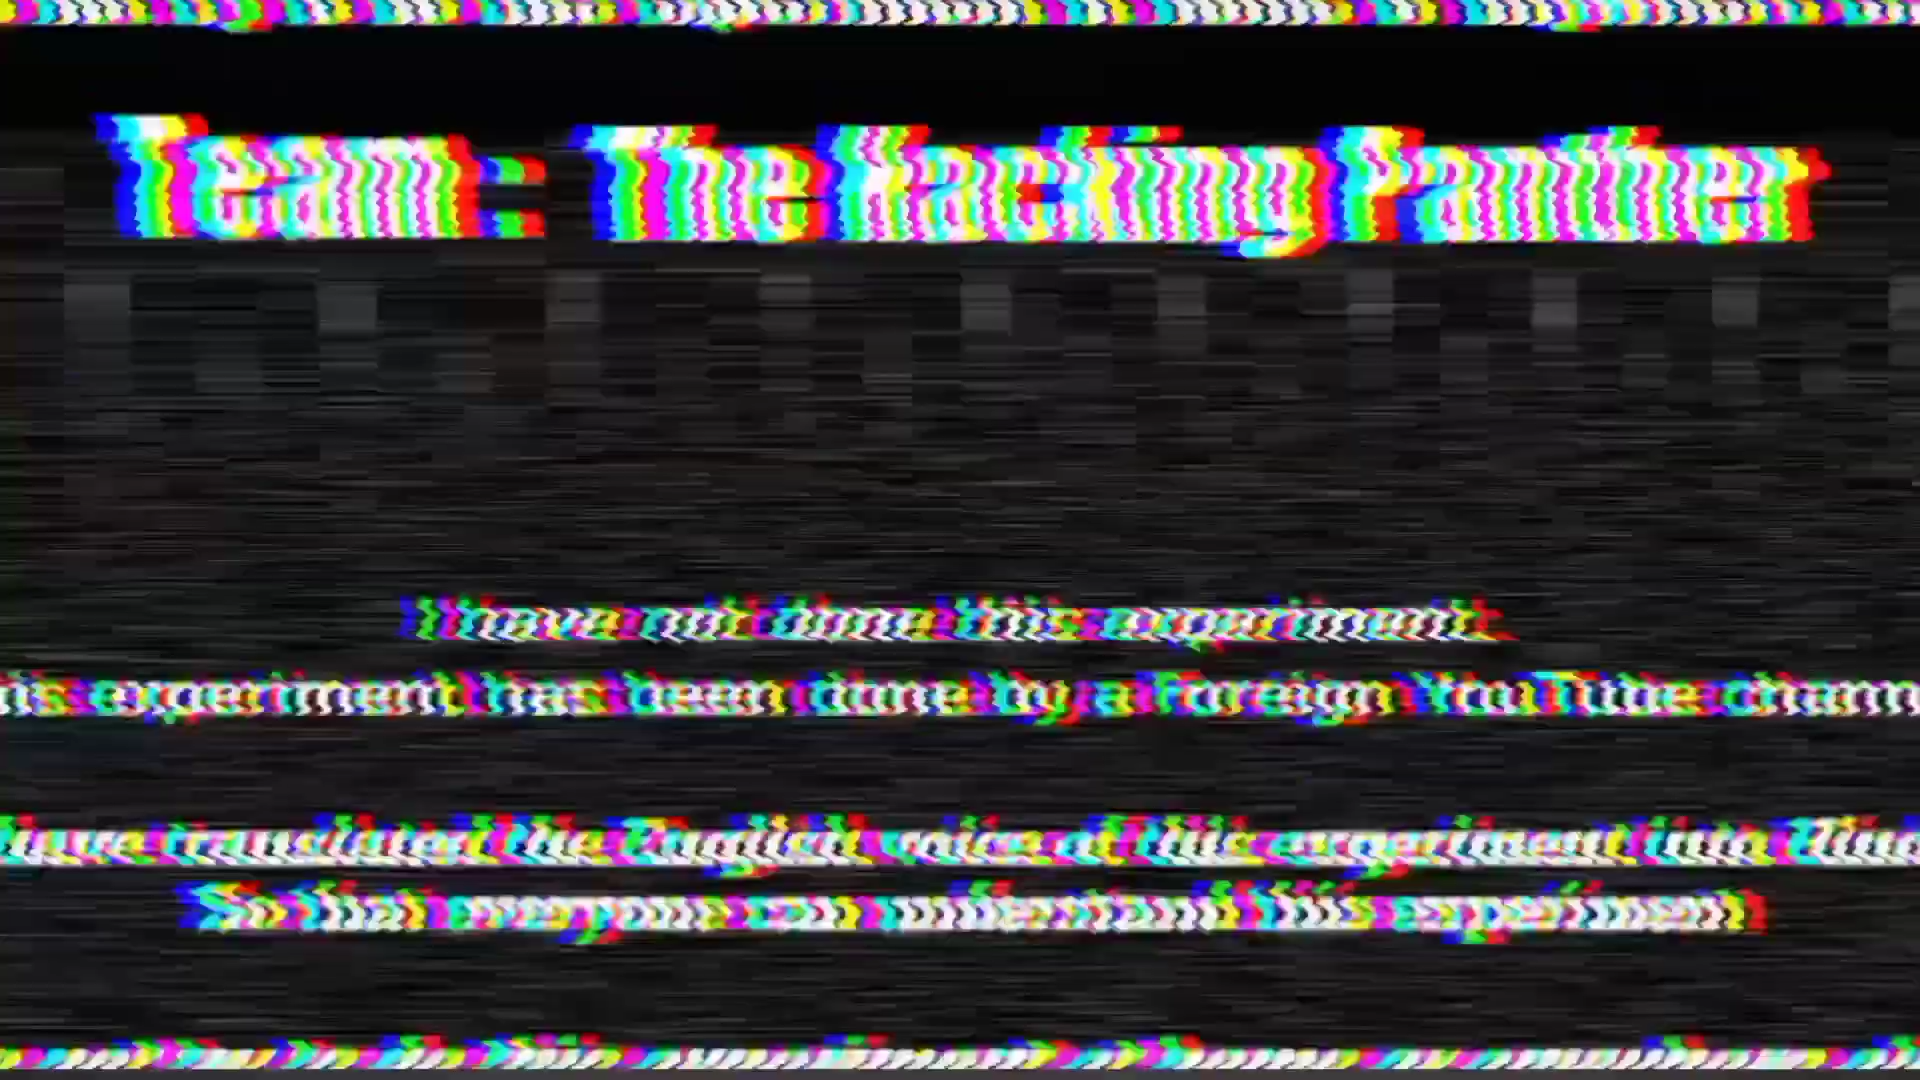 Team: The Hacking Panther
I have not done this experiment.
is experiment has been done by a foreign YouTube chann
have translated the English voice of this experiment into Hin
So that everyone can understand this experiment